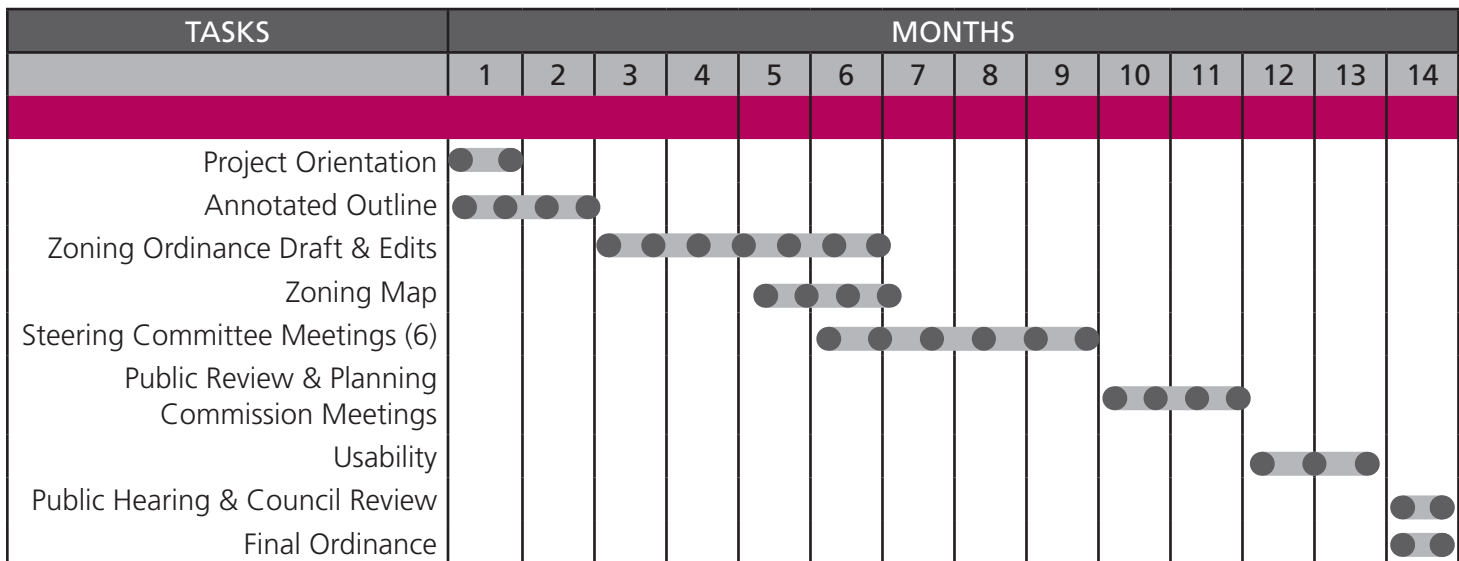 TASKS MONTHS
1 2 3 4 5 6 7 8 9 10 11 12 13 14
Project Orientation
Annotated Outline
Zoning Ordinance Draft & Edits
Zoning Map
Steering Committee Meetings (6)
Public Review & Planning
Commission Meetings
Usability
Public Hearing & Council Review
Final Ordinance